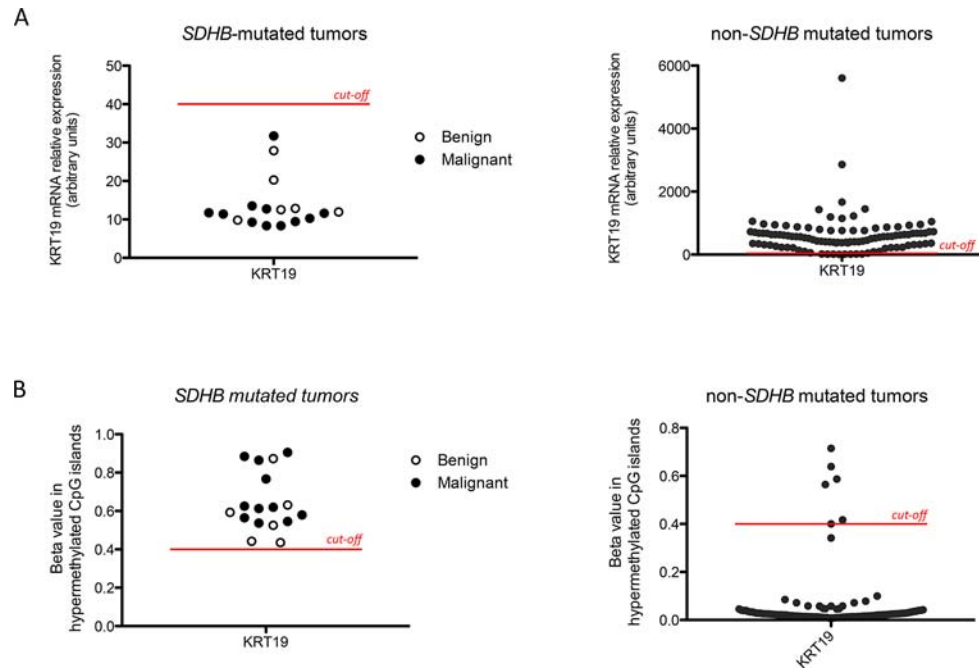 A
SDHB-mutated tumors
KRT19 mRNA relative expression
(arbitrary units)
50
40
30
20
10
0
cut-off
KRT19
Benign
Malignant
non-SDHB mutated tumors
KRT19 mRNA relative expression
(arbitrary units)
6000
4000
2000
0
cut-off
KRT19
B
SDHB mutated tumors
Beta value in
hypermethylated CpG islands
1.0
0.8
0.6
0.4
0.2
0.0
cut-off
KRT19
Benign
Malignant
non-SDHB mutated tumors
Beta value in
hypermethylated CpG islands
0.8
0.6
0.4
0.2
0.0
cut-off
KRT19